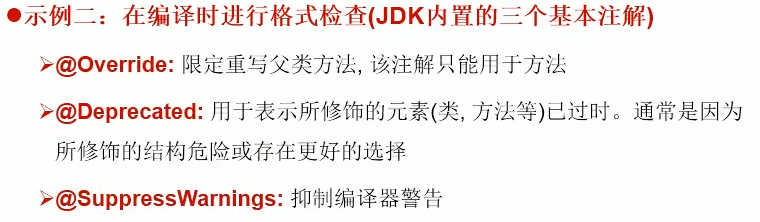 ●示例二：在编译时进行格式检查(JDK内置的三个基本注解)
➢@Override: 限定重写父类方法, 该注解只能用于方法
➢@Deprecated: 用于表示所修饰的元素(类, 方法等)已过时。通常是因为
所修饰的结构危险或存在更好的选择
➢@SuppressWarnings: 抑制编译器警告